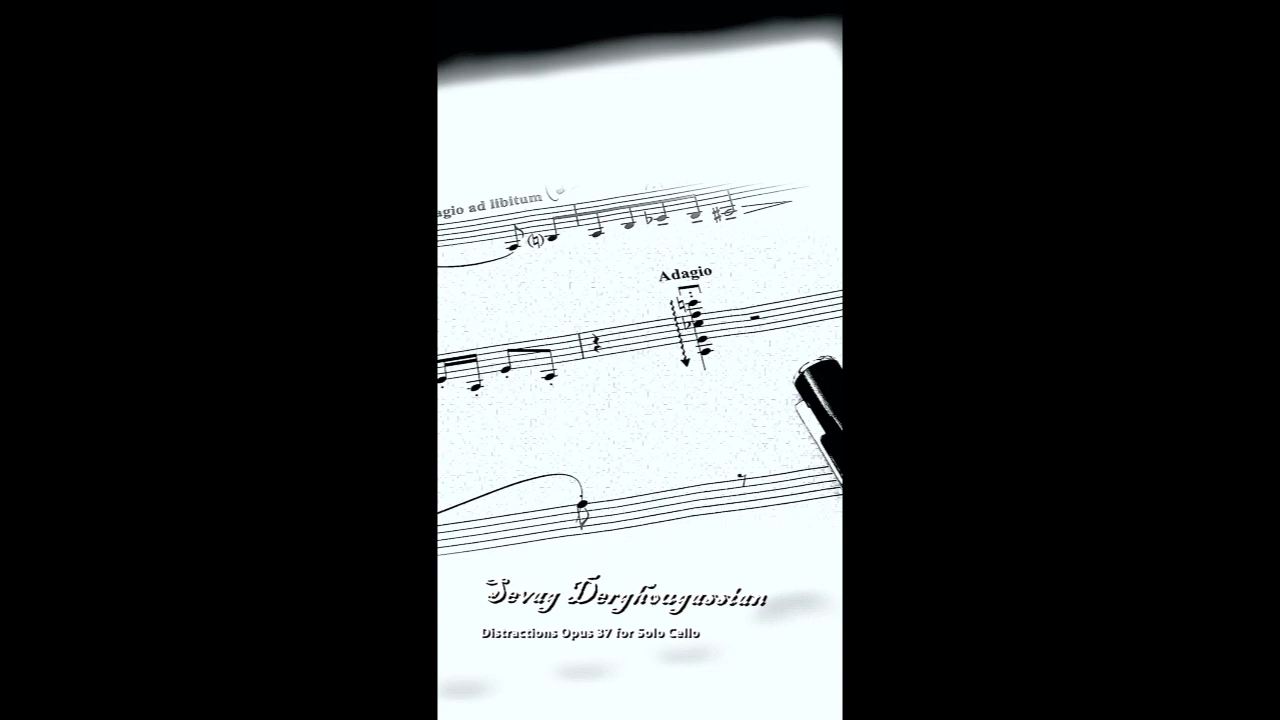 agio ad libitum
Adagio
Sevag Derghougassian
Distractions Opus 37 for Solo Cello